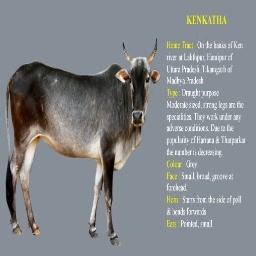 KENKATHA
Home Tract : On the banks of Ken
river at Lalitpur, Hamirpur of
Uttara Pradesh. Tikamgarh of
Madhya Pradesh
Type : Draught purpose
Moderate sized, strong legs are the
specialities. They work under any
adverse conditions. Due to the
popularity of Hariana & Tharparkar
the number is decreasing.
Colour : Grey
Face : Small, broad, groove at
forehead.
Horn : Starts from the side of poll
& bends forwards
Ears : Pointed, small